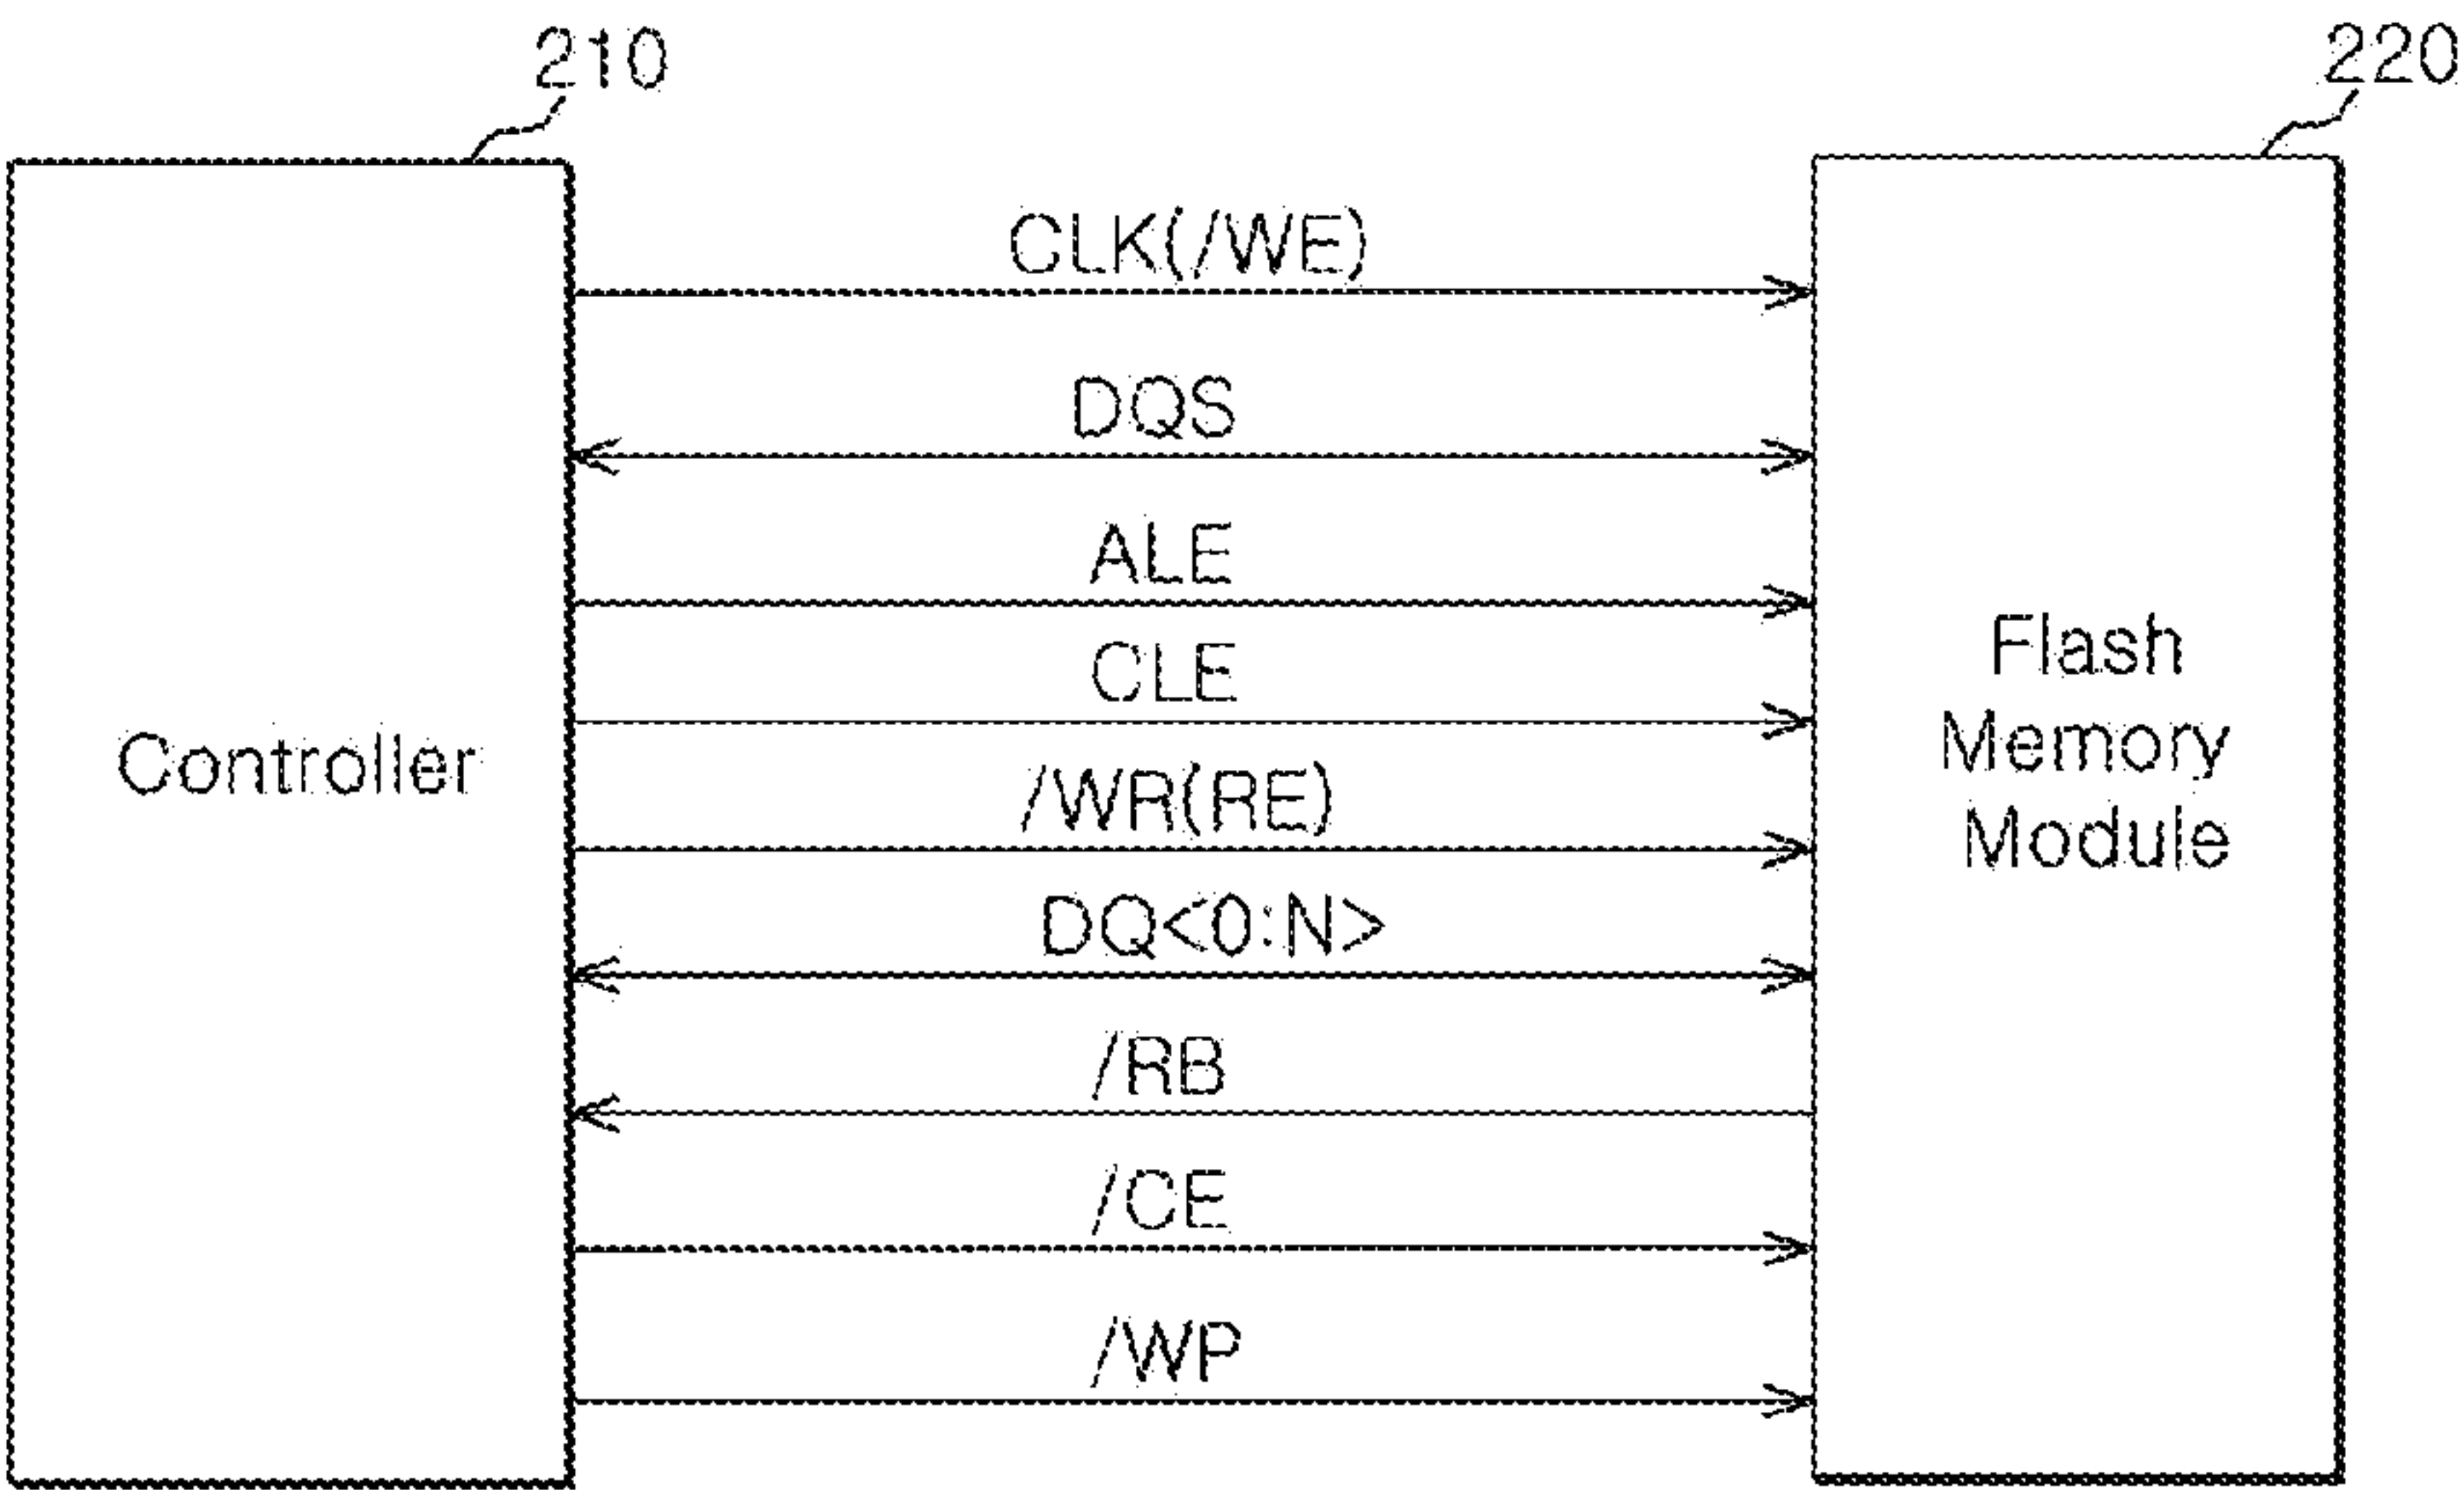 210
220
CLK(/WE)
DQS
ALE
CLE
/WR(RE)
DQ<0:N>
/RB
/CE
/WP
Controller
Flash
Memory
Module